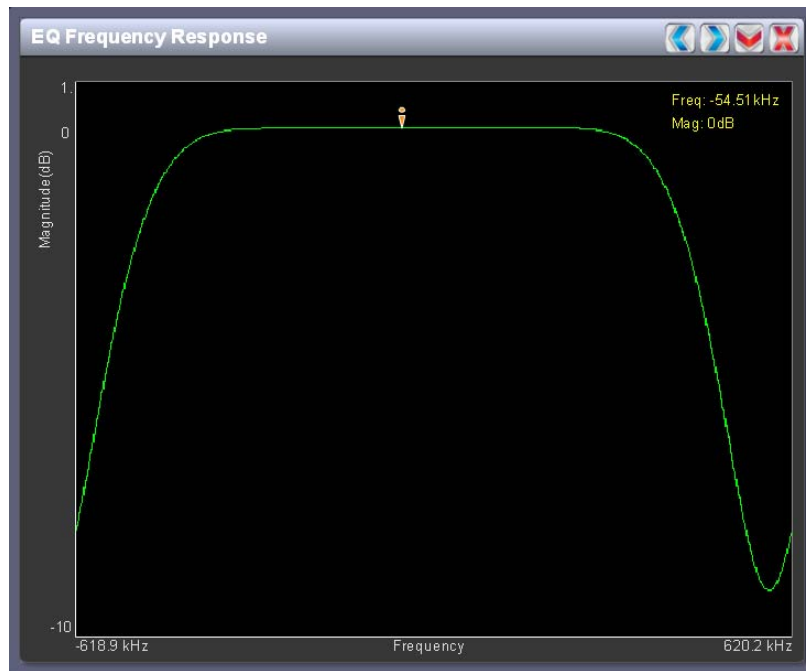 EQ Frequency Response
1.
Freq: -54.51kHz
Mag: 0dB
0
Magnitude(dB)
-10
-618.9 kHz
Frequency
620.2 kHz